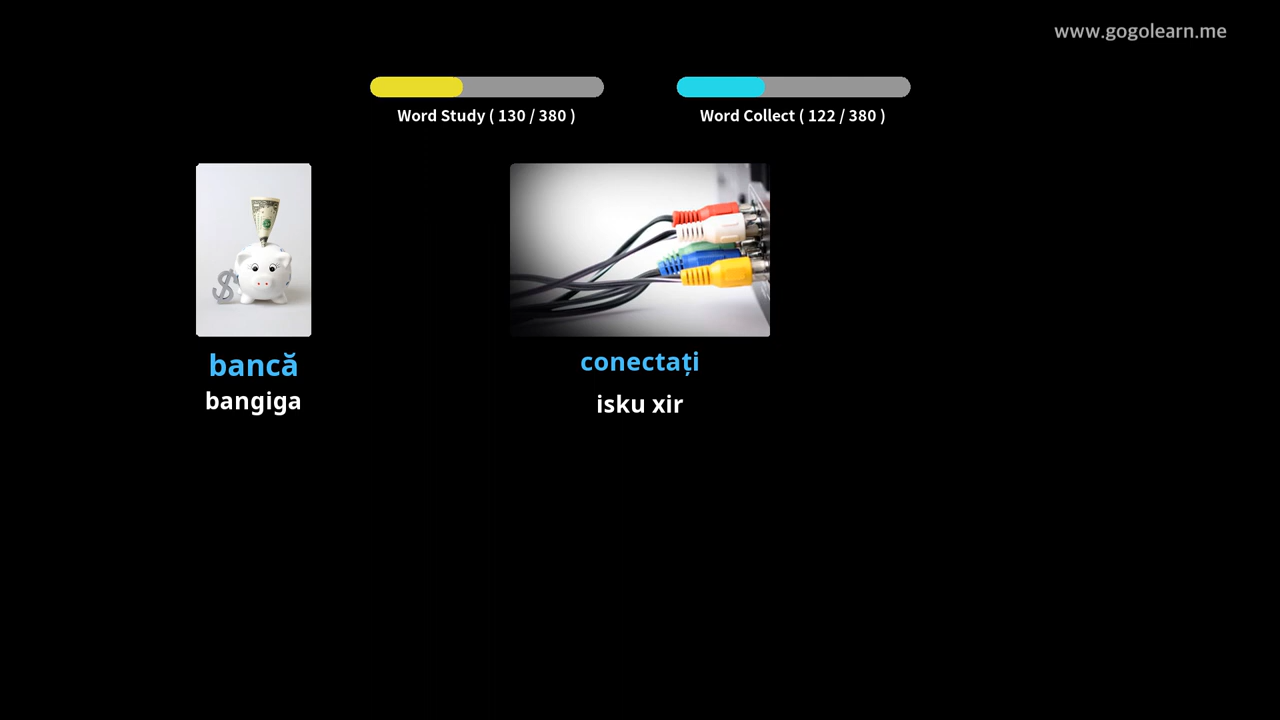 www.gogolearn.me
Word Study ( 130 / 380 )
Word Collect ( 122 / 380 )
bancă
bangiga
conectați
isku xir